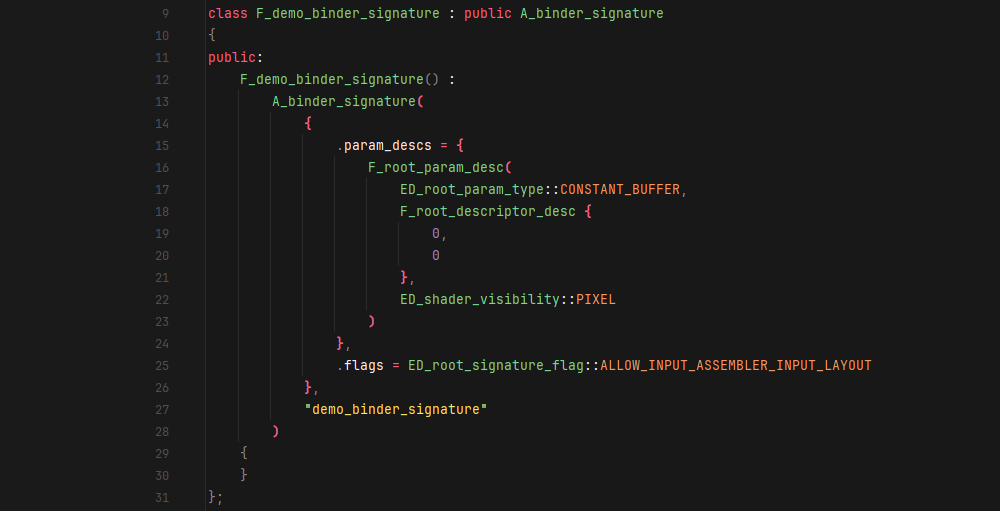 9 class F_demo_binder_signature : public A_binder_signature
10 {
11 public:
12     F_demo_binder_signature() :
13         A_binder_signature(
14             {
15                 .param_descs = {
16                     F_root_param_desc(
17                         ED_root_param_type::CONSTANT_BUFFER,
18                         F_root_descriptor_desc {
19                             0,
20                             0
21                         },
22                         ED_shader_visibility::PIXEL
23                     )
24                 },
25                 .flags = ED_root_signature_flag::ALLOW_INPUT_ASSEMBLER_INPUT_LAYOUT
26             },
27             "demo_binder_signature"
28         )
29     {
30     }
31 };